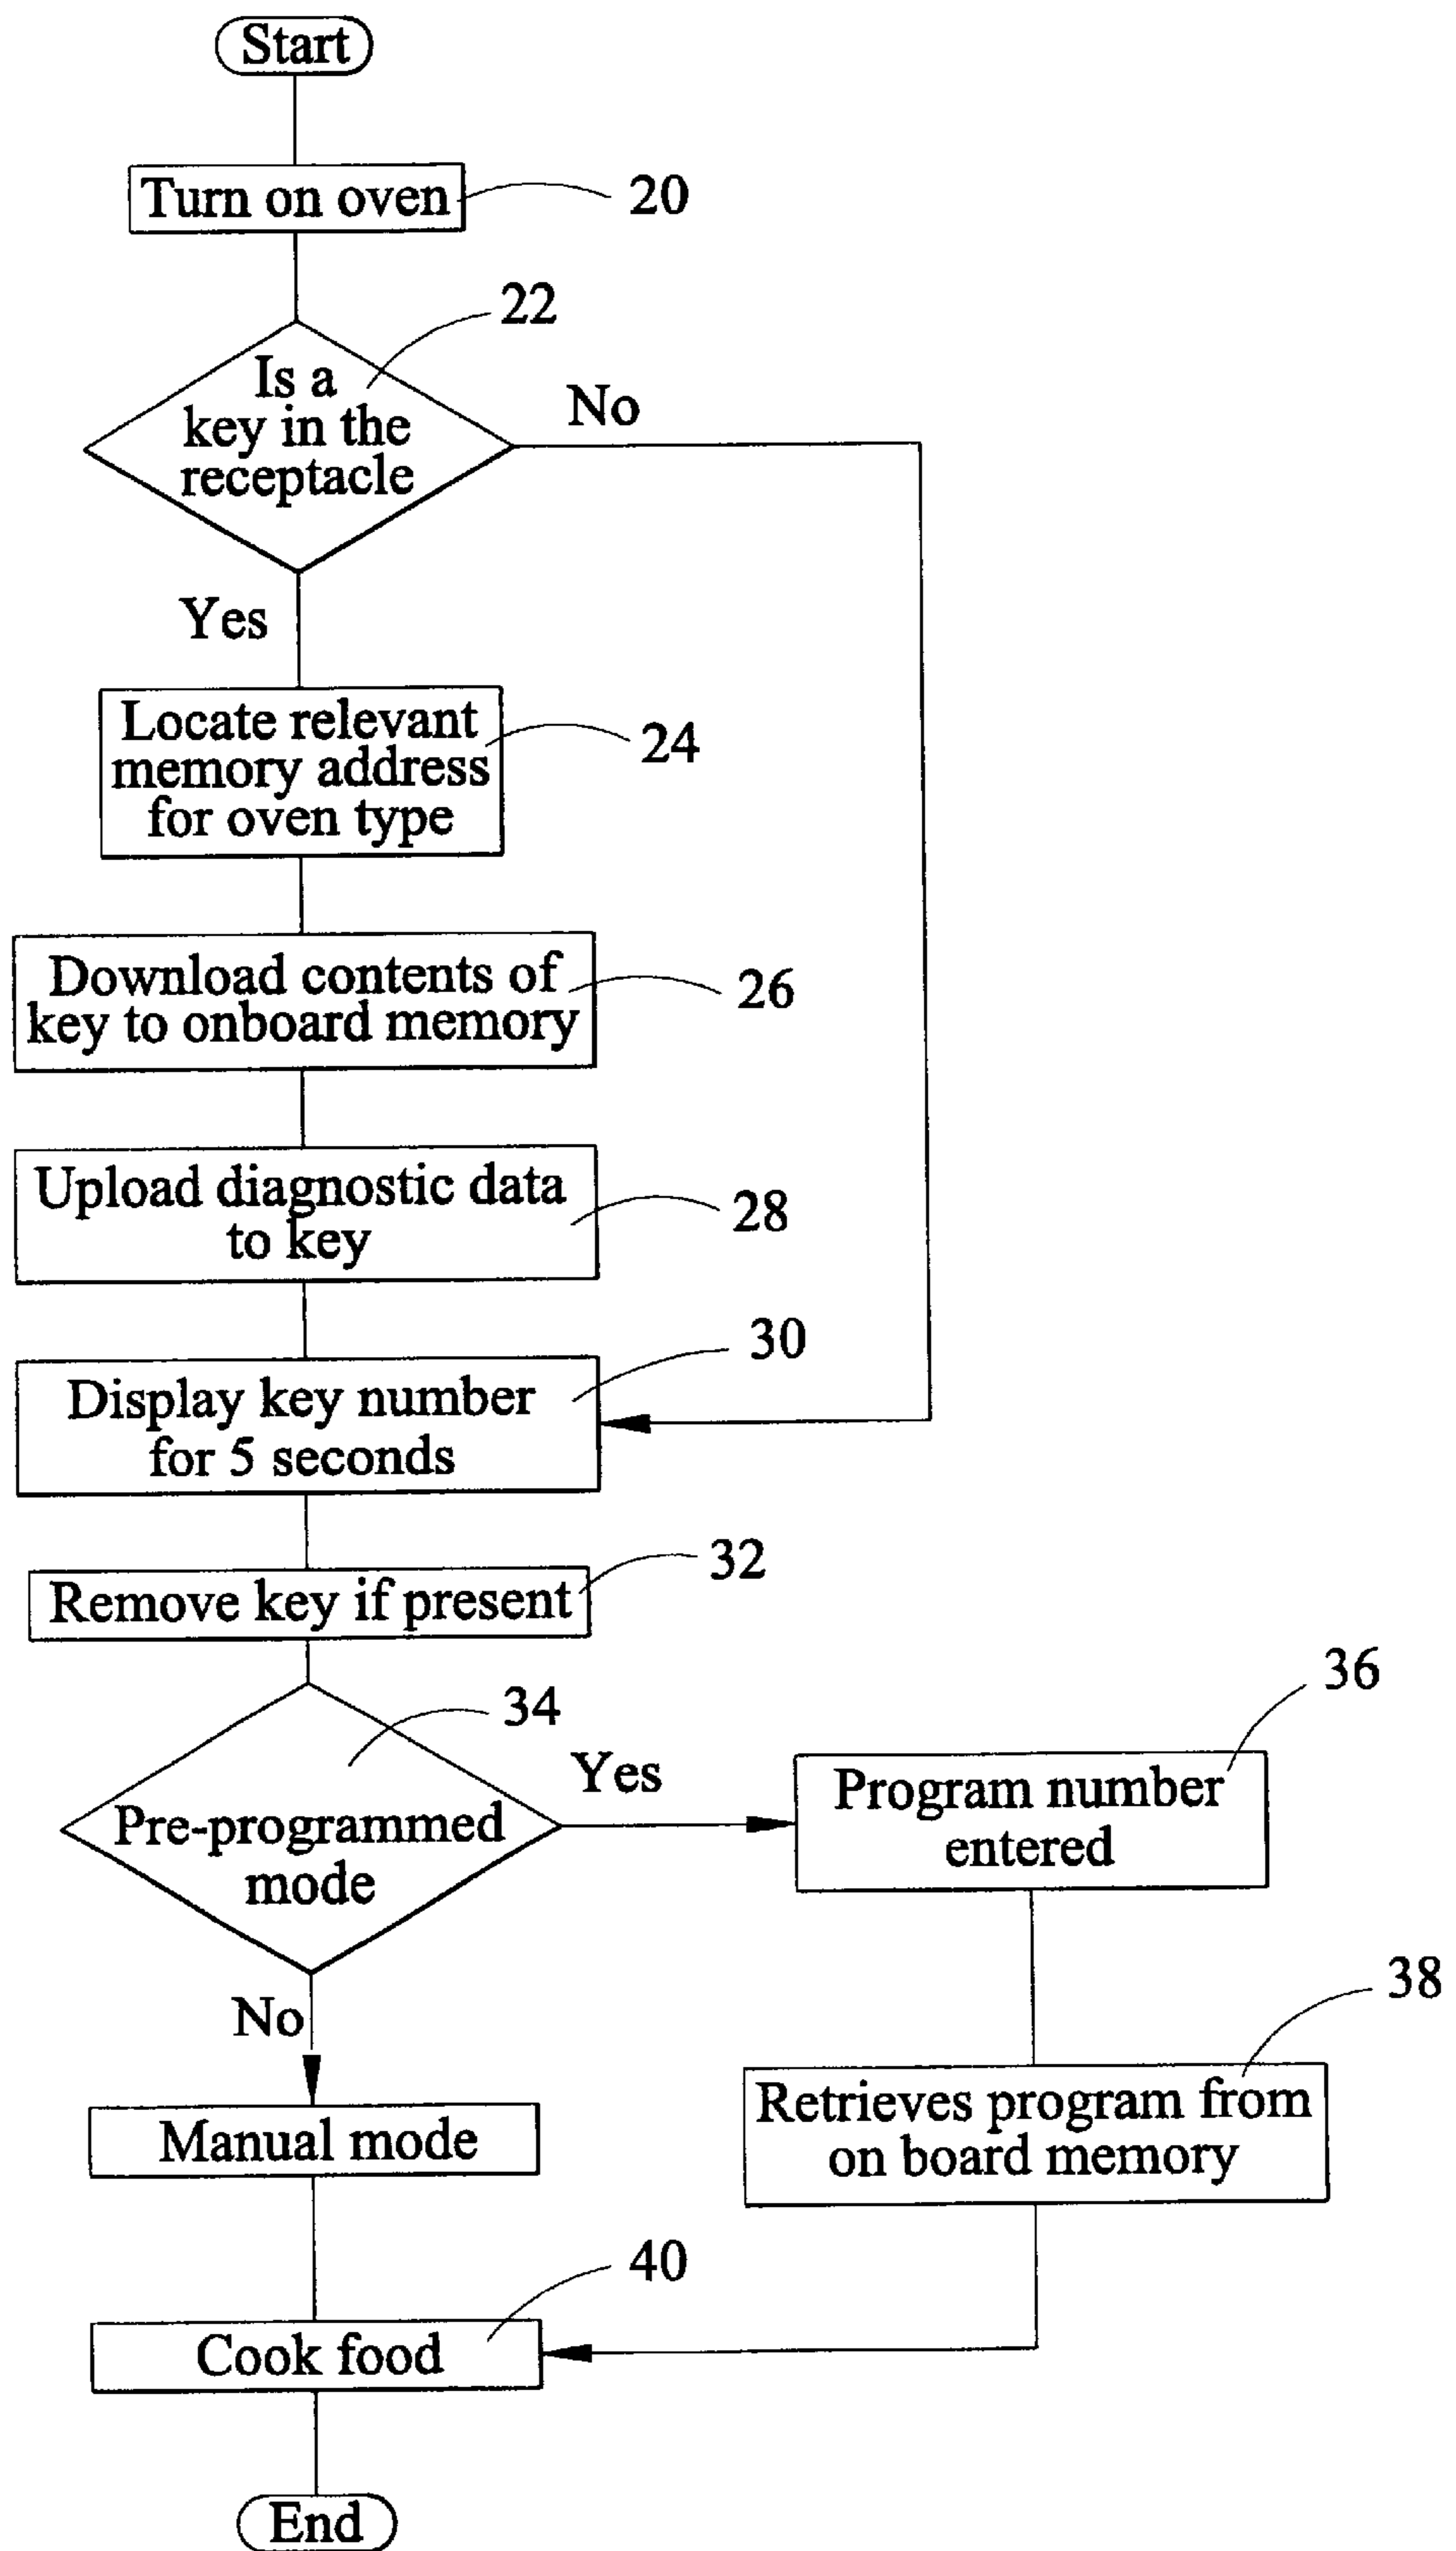 Start
Turn on oven
20
22
Is a
key in the
receptacle
No
Yes
Locate relevant
memory address
for oven type
24
Download contents of
key to onboard memory
26
Upload diagnostic data
to key
28
30
Display key number
for 5 seconds
32
Remove key if present
34
Pre-programmed
mode
Yes
36
Program number
entered
No
38
Retrieves program from
on board memory
Manual mode
40
Cook food
End